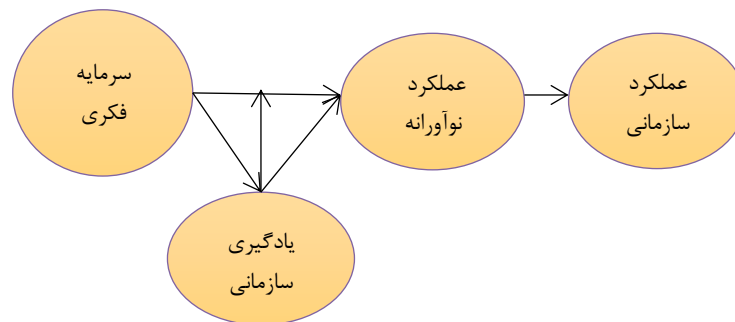 سرمایه
فکری
عملکرد
نوآورانه
عملکرد
سازمانی
یادگیری
سازمانی